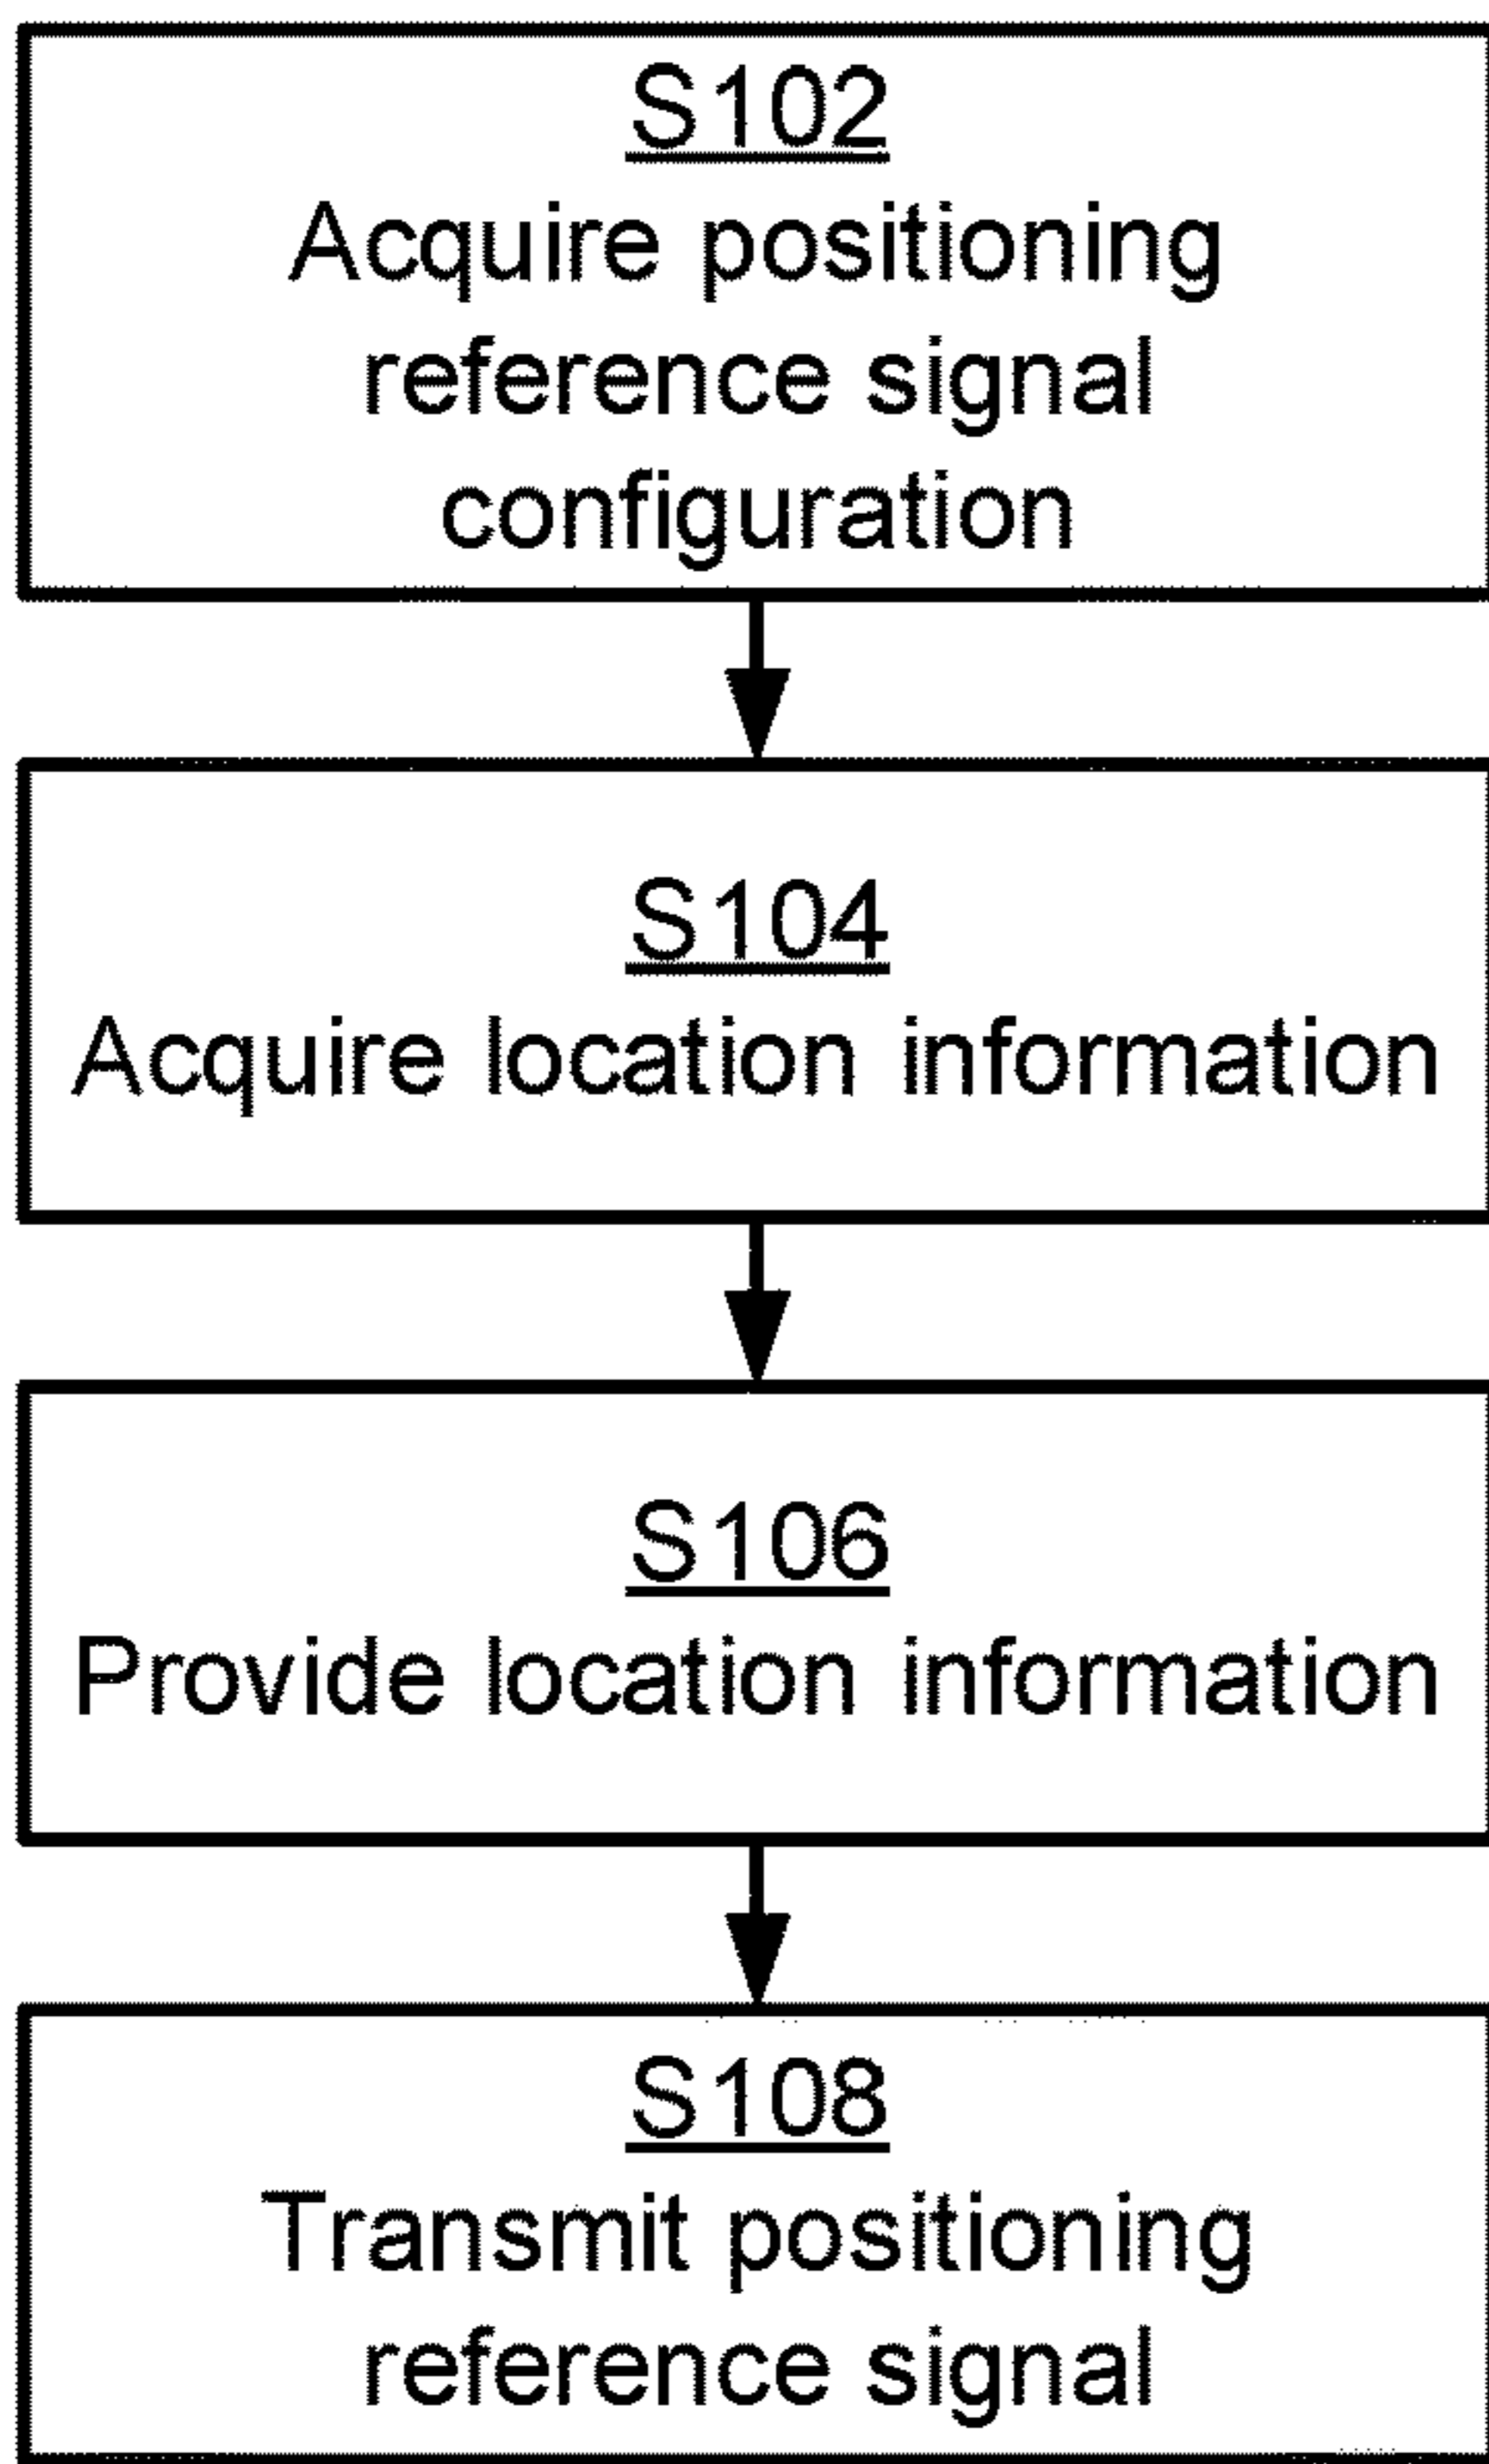 S102
Acquire positioning
reference signal
configuration
S104
Acquire location information
S106
Provide location information
S108
Transmit positioning
reference signal